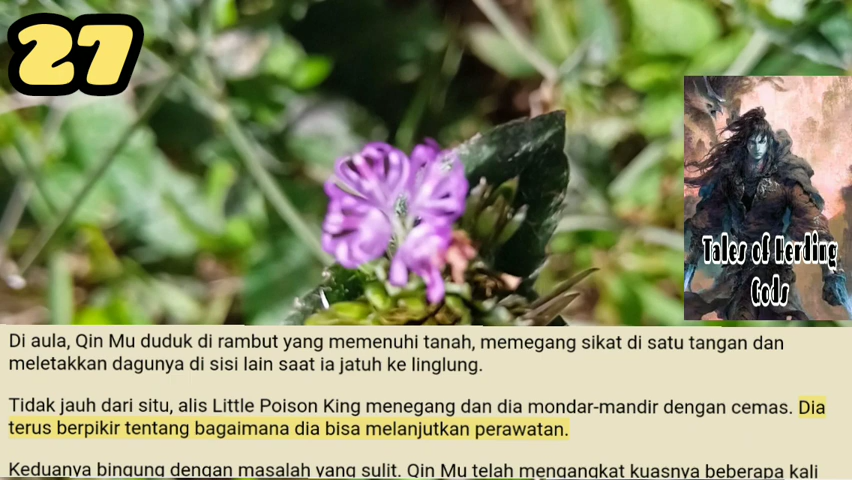 27
Tales of Herding
Gods
Di aula, Qin Mu duduk di rambut yang memenuhi tanah, memegang sikat di satu tangan dan
meletakkan dagunya di sisi lain saat ia jatuh ke linglung.
Tidak jauh dari situ, alis Little Poison King menegang dan dia mondar-mandir dengan cemas. Dia
terus berpikir tentang bagaimana dia bisa melanjutkan perawatan.
Keduanya bingung dengan masalah yang sulit. Qin Mu telah mengangkat kuasnya beberapa kali